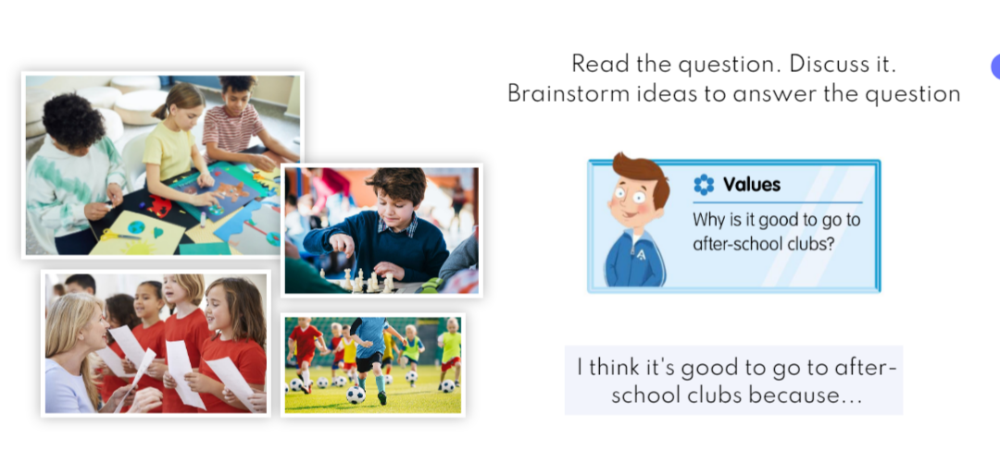 Read the question. Discuss it.
Brainstorm ideas to answer the question
Values
Why is it good to go to
after-school clubs?
I think it's good to go to after-
school clubs because...